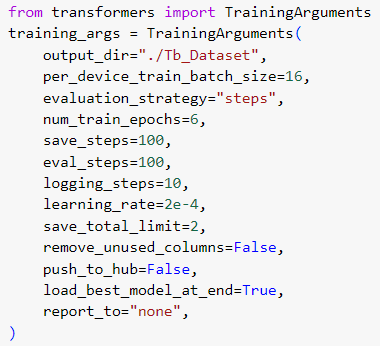 from transformers import TrainingArguments
training_args = TrainingArguments(
    output_dir="./Tb_Dataset",
    per_device_train_batch_size=16,
    evaluation_strategy="steps",
    num_train_epochs=6,
    save_steps=100,
    eval_steps=100,
    logging_steps=10,
    learning_rate=2e-4,
    save_total_limit=2,
    remove_unused_columns=False,
    push_to_hub=False,
    load_best_model_at_end=True,
    report_to="none",
)